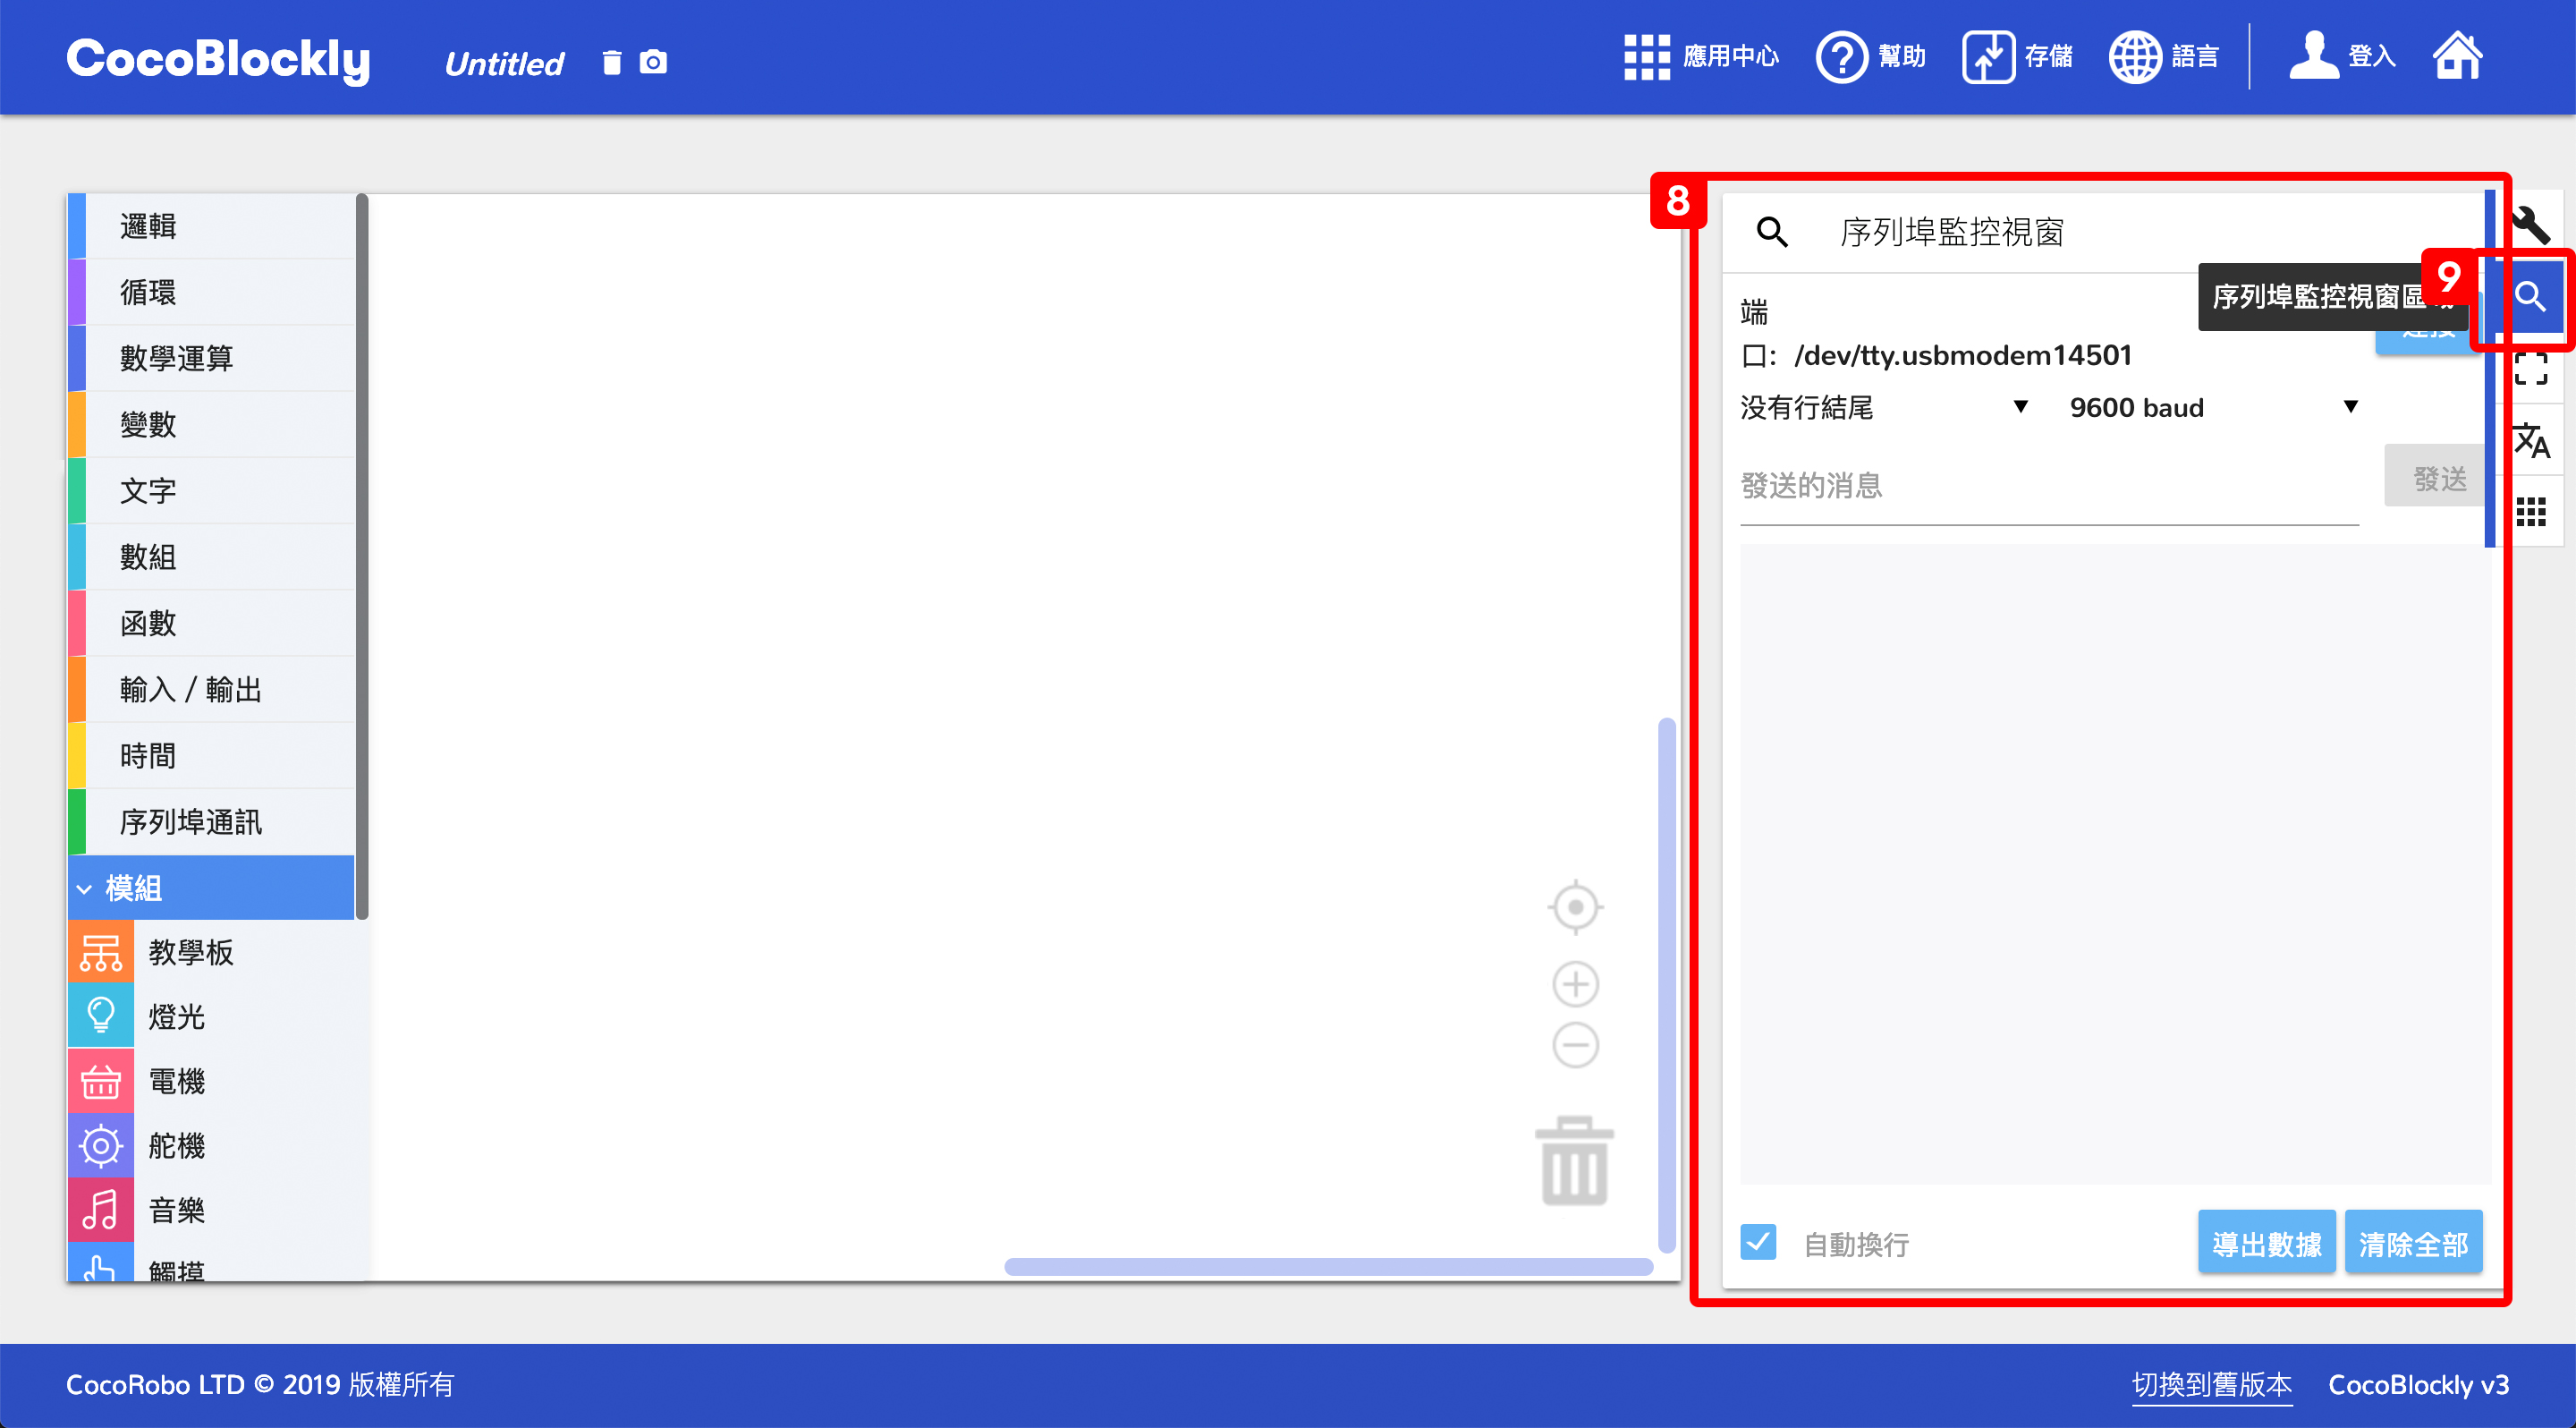 CocoBlockly
Untitled
應用中心
幫助
存儲
語言
登入
邏輯
循環
數學運算
變數
文字
數組
函數
輸入 / 輸出
時間
序列埠通訊
模組
教學板
燈光
電機
舵機
音樂
觸摸
8
序列埠監控視窗
9
序列埠監控視窗區
端
口: /dev/tty.usbmodem14501
没有行結尾
9600 baud
發送的消息
發送
自動換行
導出數據
清除全部
CocoRobo LTD © 2019 版權所有
切換到舊版本
CocoBlockly v3